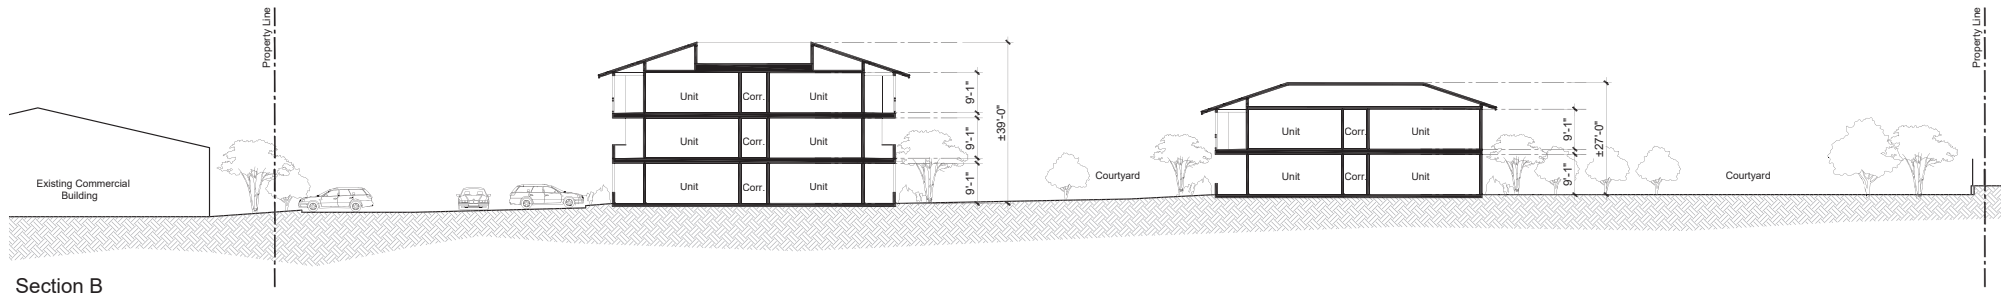 Property Line
Property Line
Unit
Corr.
Unit
9'-1"
±39'-0"
Unit
Corr.
Unit
9'-1"
Unit
Corr.
Unit
9'-1"
Unit
Corr.
Unit
9'-1"
±27'-0"
Unit
Corr.
Unit
9'-1"
Existing Commercial
Building
Courtyard
Courtyard
Section B